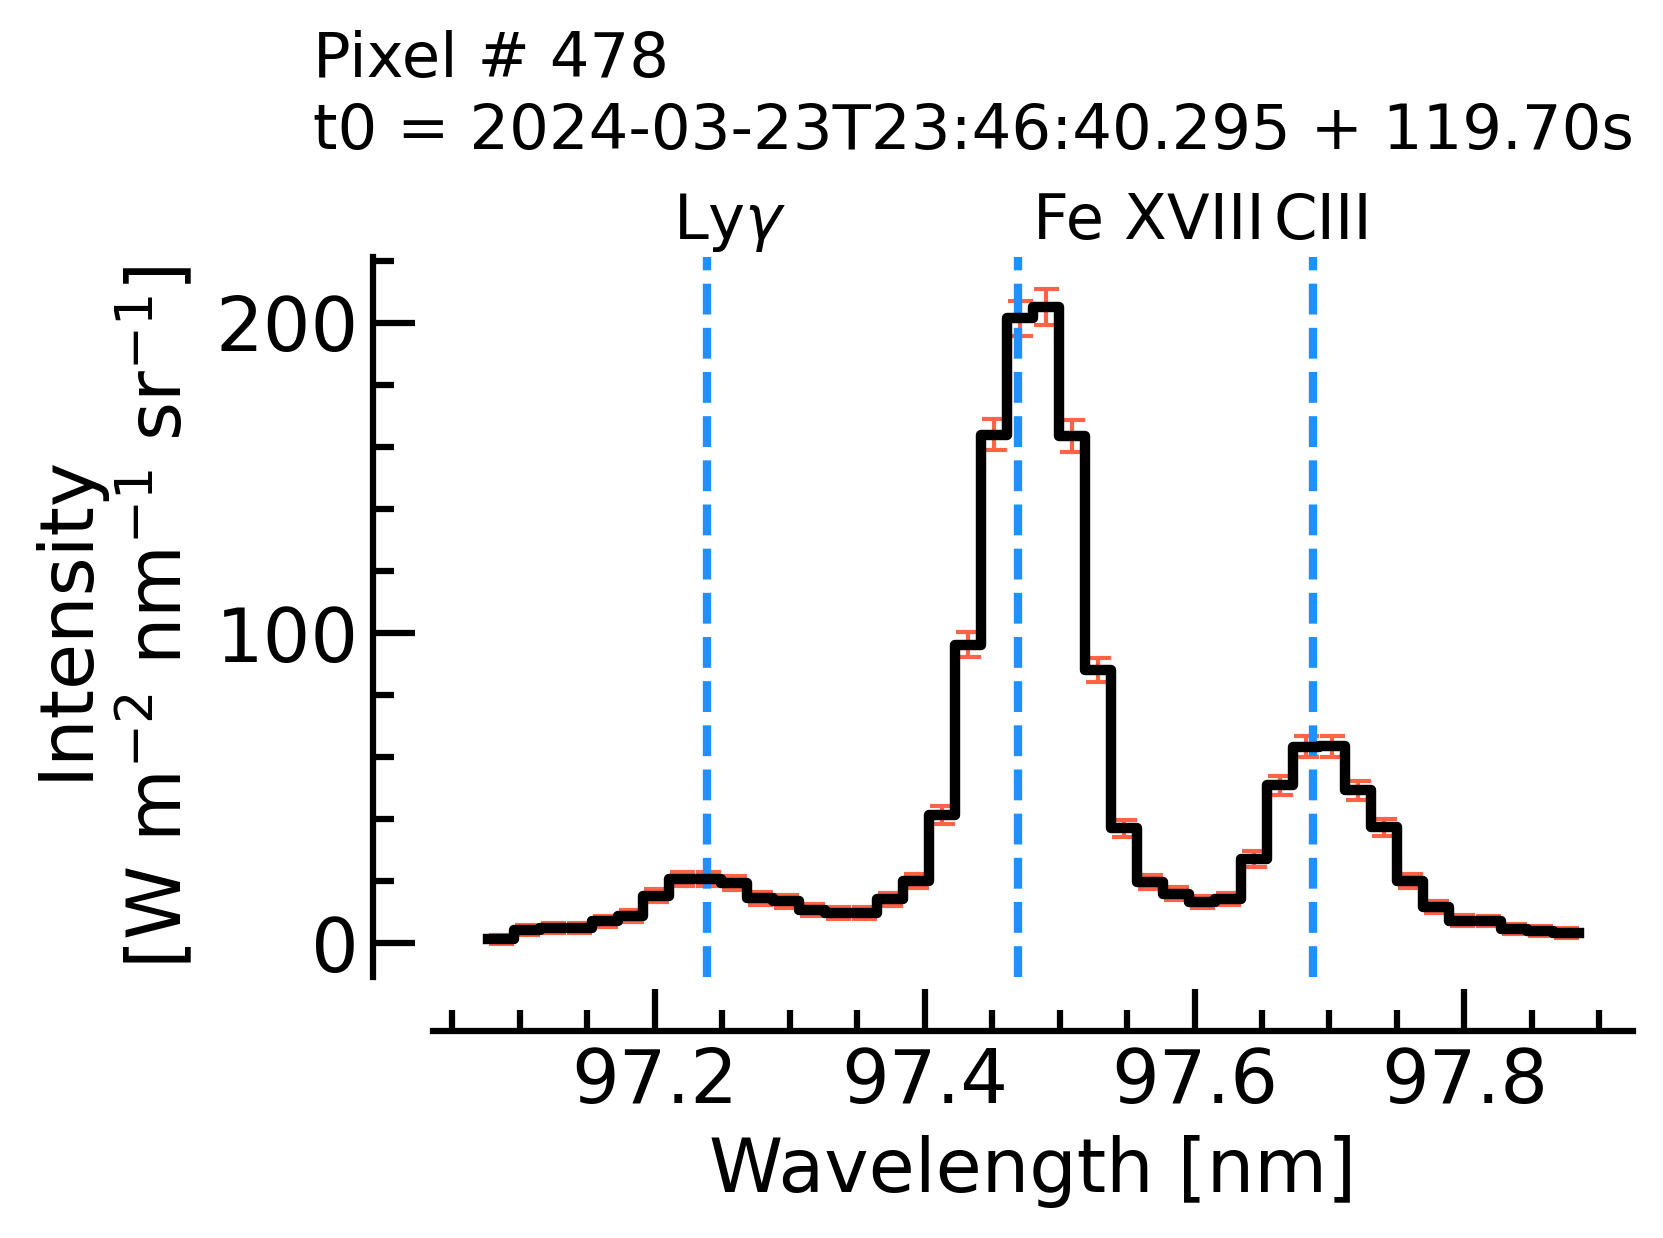 Pixel # 478
t0 = 2024-03-23T23:46:40.295 + 119.70s
Lyγ Fe XVIII CIII
Intensity
[W m⁻² nm⁻¹ sr⁻¹]
200
100
0
97.2 97.4 97.6 97.8
Wavelength [nm]